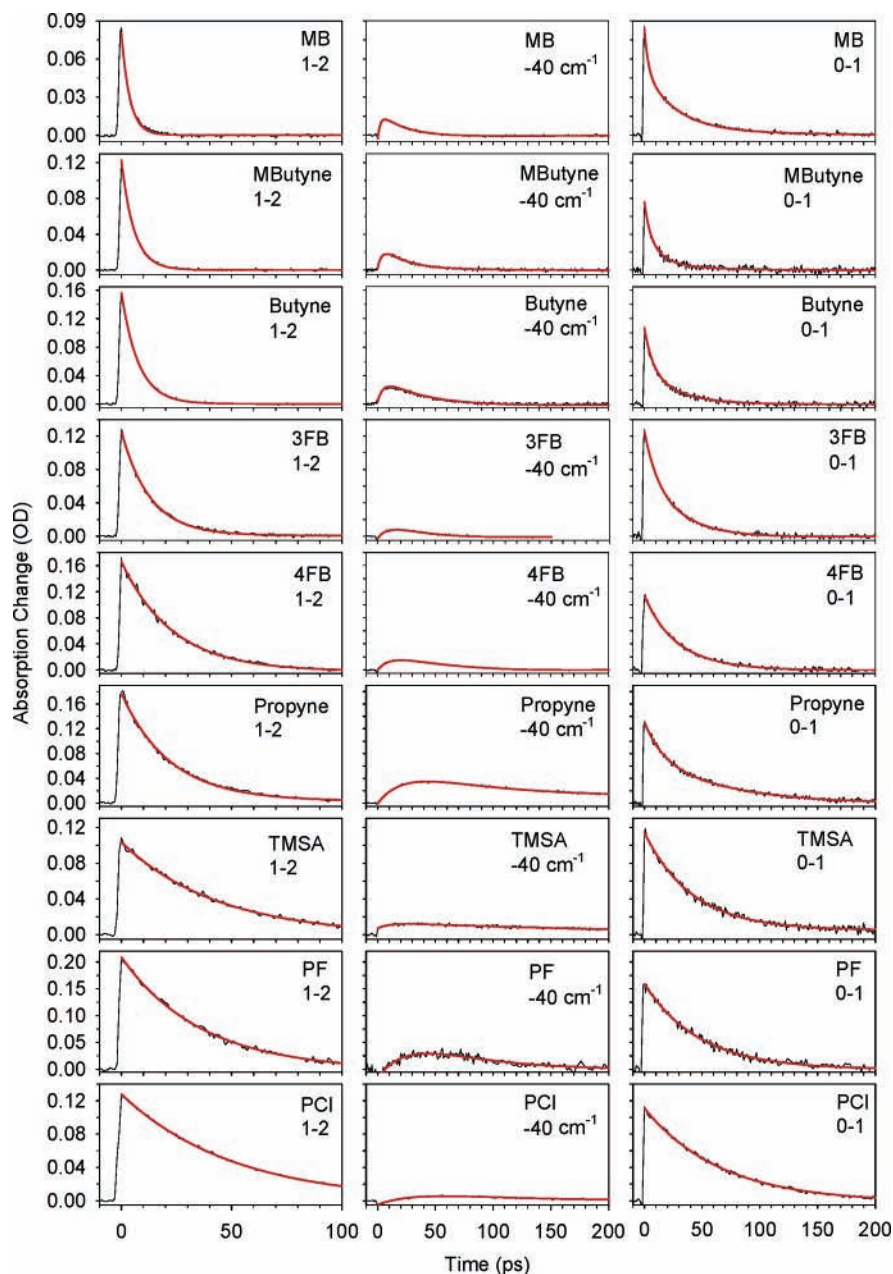 0.09
0.06
0.03
0.00
MB
1-2
MB
-40 cm⁻¹
MB
0-1
0.12
0.08
0.04
0.00
MButyne
1-2
MButyne
-40 cm⁻¹
MButyne
0-1
0.16
0.12
0.08
0.04
0.00
Butyne
1-2
Butyne
-40 cm⁻¹
Butyne
0-1
0.12
0.08
0.04
0.00
3FB
1-2
3FB
-40 cm⁻¹
3FB
0-1
Absorption Change (OD)
0.16
0.12
0.08
0.04
0.00
4FB
1-2
4FB
-40 cm⁻¹
4FB
0-1
0.16
0.12
0.08
0.04
0.00
Propyne
1-2
Propyne
-40 cm⁻¹
Propyne
0-1
0.12
0.08
0.04
0.00
TMSA
1-2
TMSA
-40 cm⁻¹
TMSA
0-1
0.20
0.15
0.10
0.05
0.00
PF
1-2
PF
-40 cm⁻¹
PF
0-1
0.12
0.08
0.04
0.00
PCl
1-2
PCl
-40 cm⁻¹
PCl
0-1
0 50 100
0 50 100 150 200
0 50 100 150 200
Time (ps)